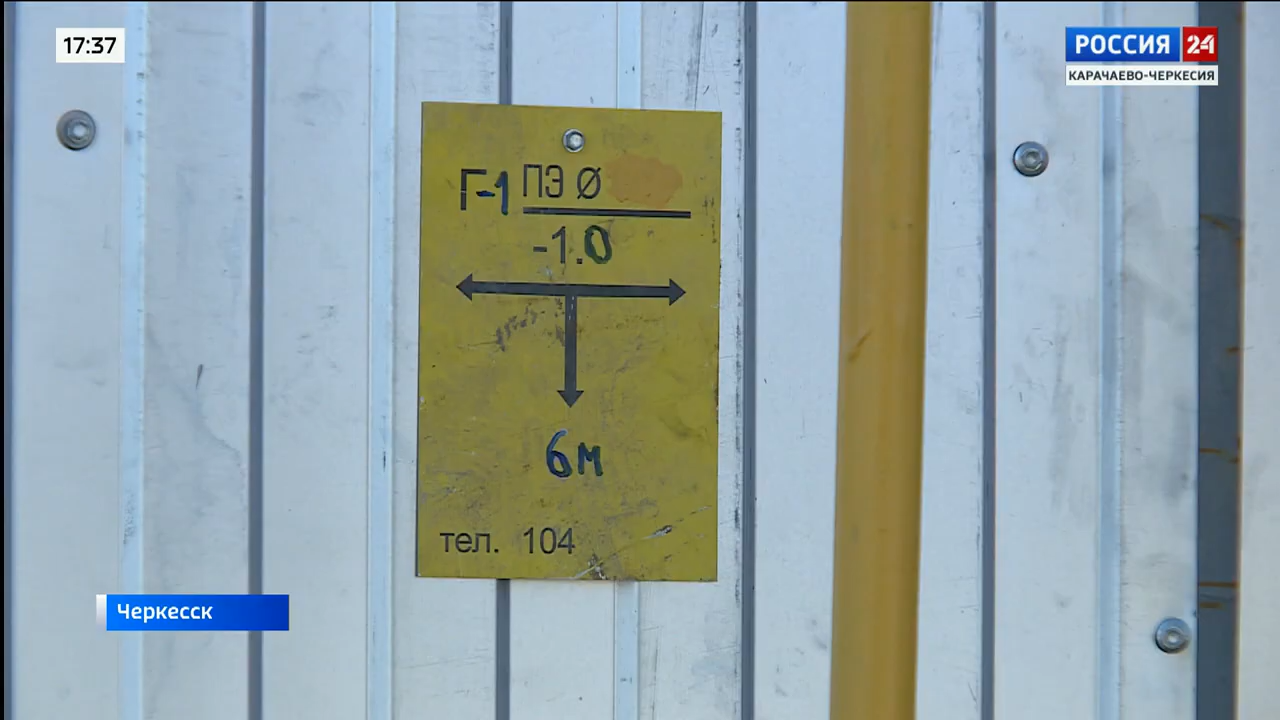 17:37
РОССИЯ 24
КАРАЧАЕВО-ЧЕРКЕСИЯ
Г-1 ПЭ Ø
-1.0
6м
тел. 104
Черкесск